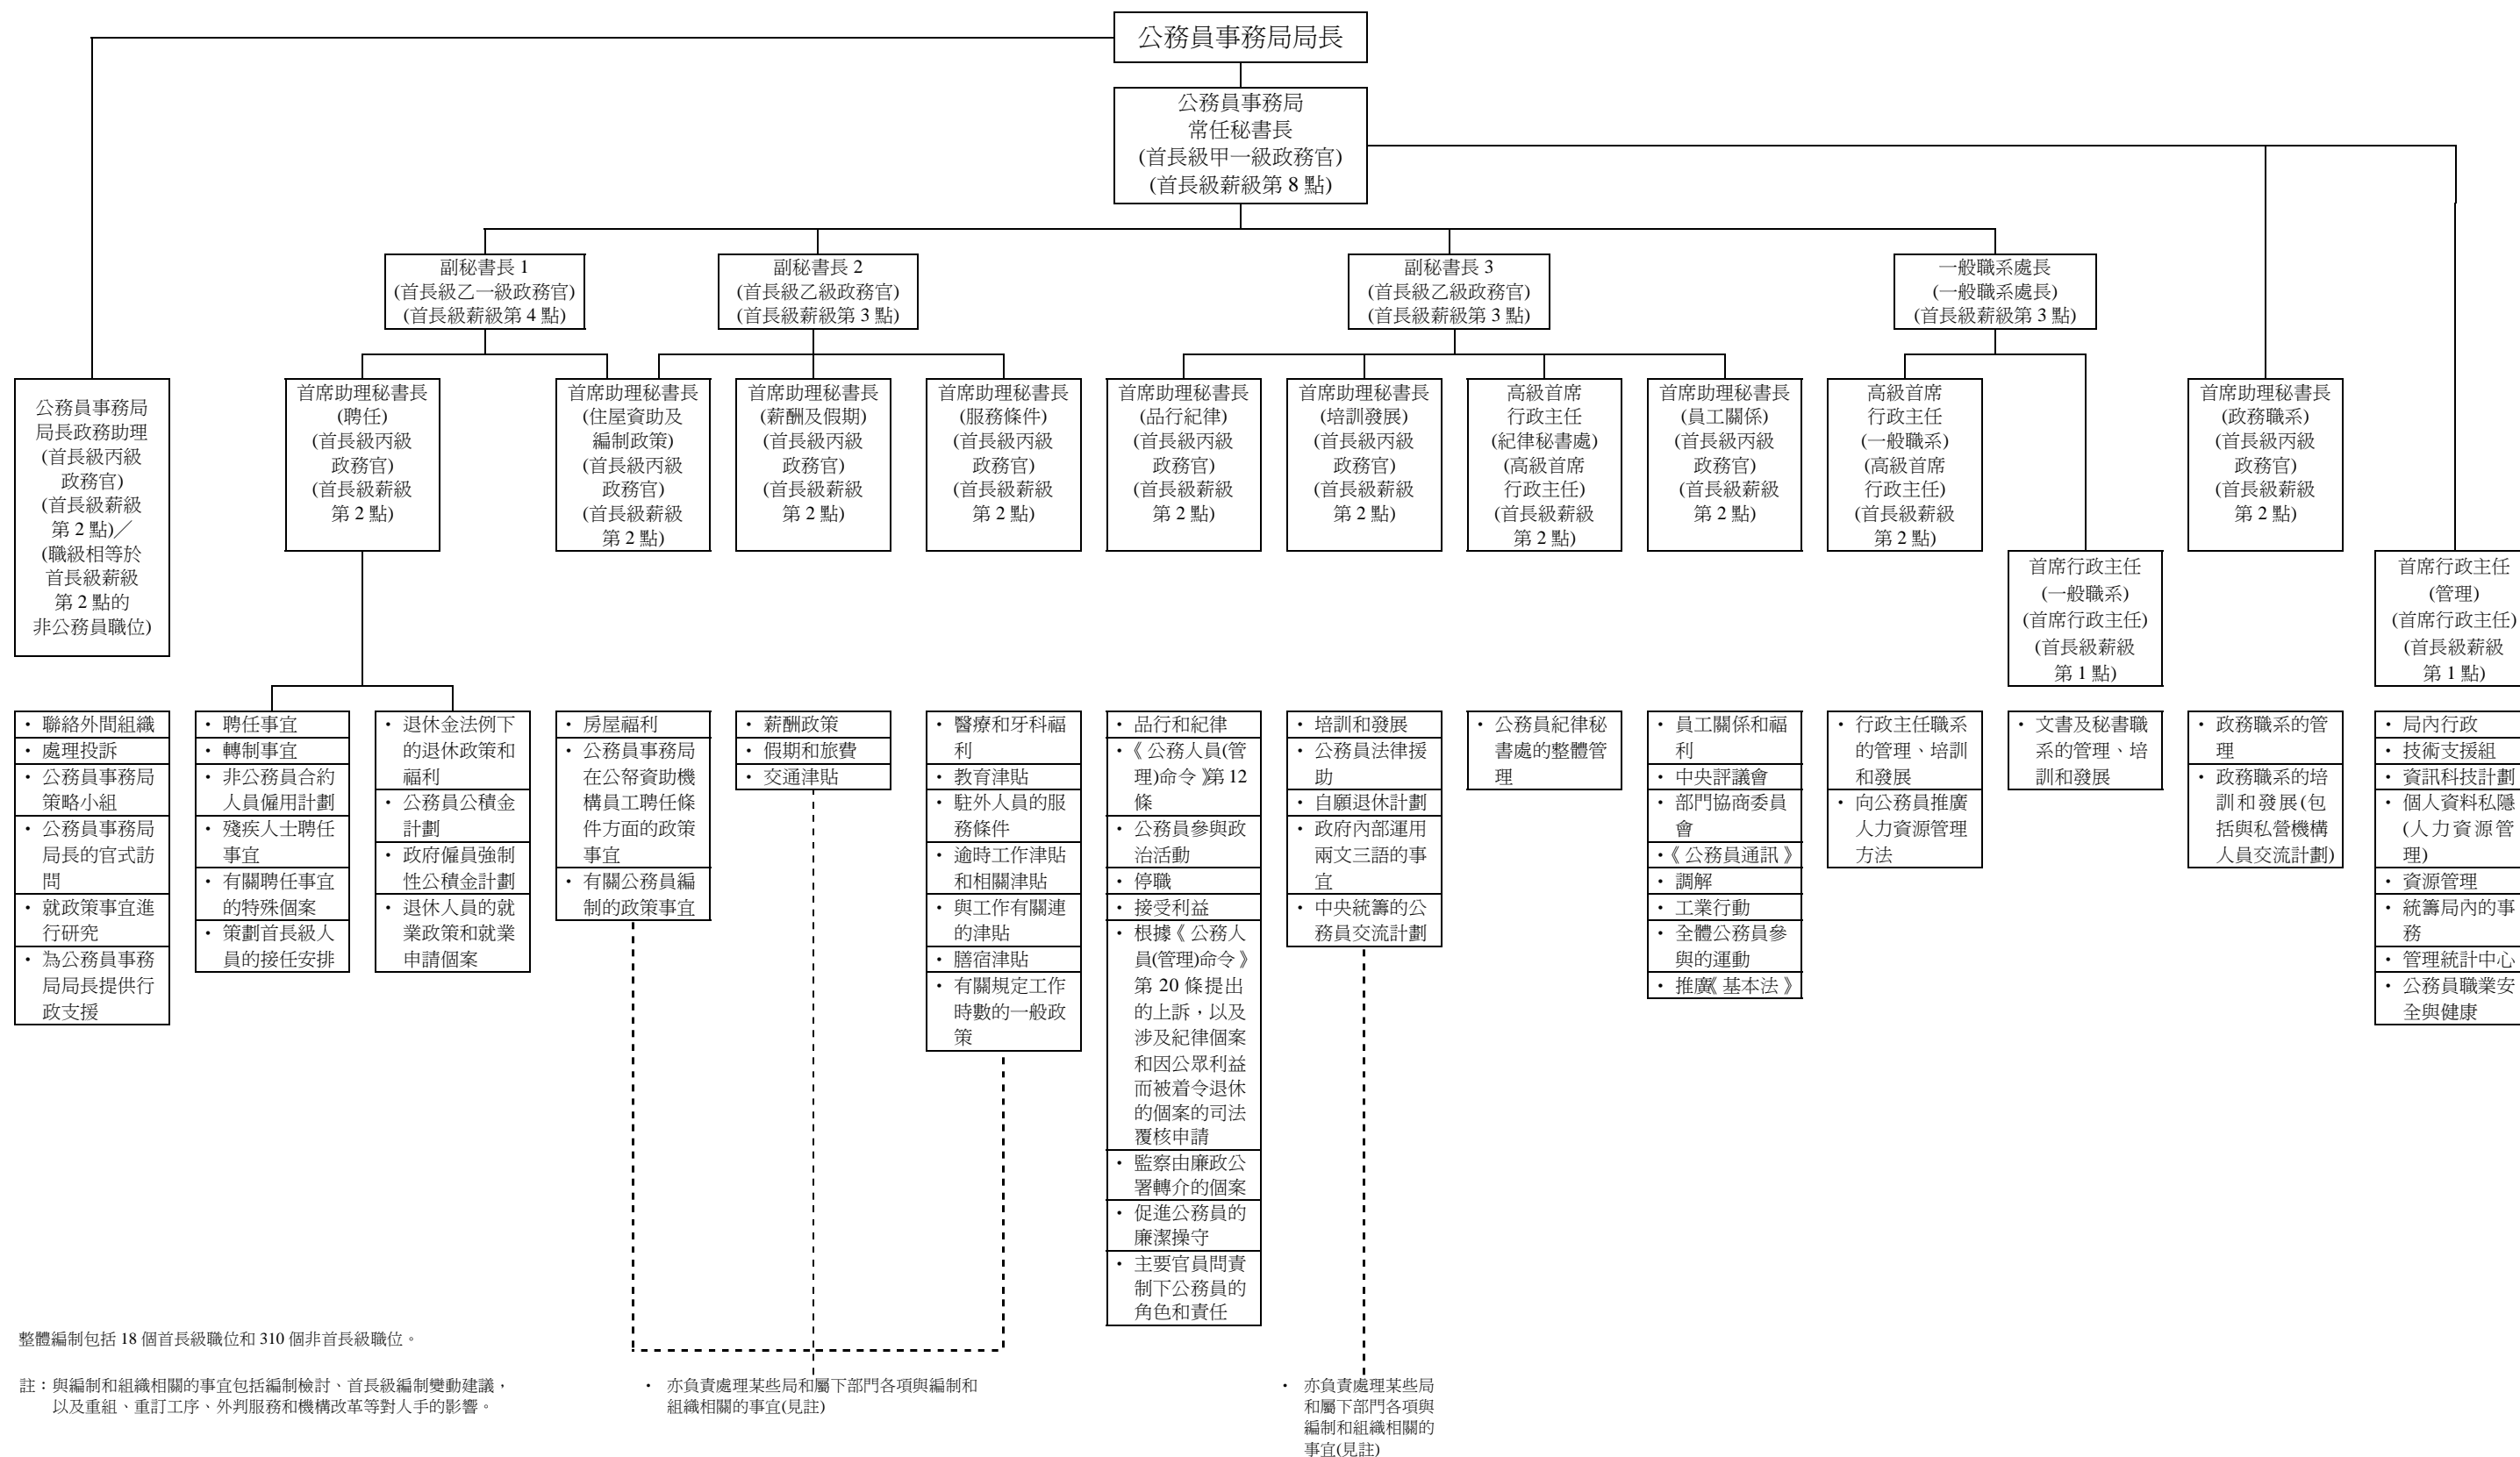 公務員事務局局長
公務員事務局
常任秘書長
(首長級甲一級政務官)
(首長級薪級第 8 點)
副秘書長 1
(首長級乙一級政務官)
(首長級薪級第 4 點)
副秘書長 2
(首長級乙級政務官)
(首長級薪級第 3 點)
副秘書長 3
(首長級乙級政務官)
(首長級薪級第 3 點)
一般職系處長
(一般職系處長)
(首長級薪級第 3 點)
公務員事務局
局長政務助理
(首長級丙級
政務官)
(首長級薪級
第 2 點)／
(職級相等於
首長級薪級
第 2 點的
非公務員職位)
首席助理秘書長
(聘任)
(首長級丙級
政務官)
(首長級薪級
第 2 點)
首席助理秘書長
(住屋資助及
編制政策)
(首長級丙級
政務官)
(首長級薪級
第 2 點)
首席助理秘書長
(薪酬及假期)
(首長級丙級
政務官)
(首長級薪級
第 2 點)
首席助理秘書長
(服務條件)
(首長級丙級
政務官)
(首長級薪級
第 2 點)
首席助理秘書長
(品行紀律)
(首長級丙級
政務官)
(首長級薪級
第 2 點)
首席助理秘書長
(培訓發展)
(首長級丙級
政務官)
(首長級薪級
第 2 點)
高級首席
行政主任
(紀律秘書處)
(高級首席
行政主任)
(首長級薪級
第 2 點)
首席助理秘書長
(員工關係)
(首長級丙級
政務官)
(首長級薪級
第 2 點)
高級首席
行政主任
(一般職系)
(高級首席
行政主任)
(首長級薪級
第 2 點)
首席行政主任
(一般職系)
(首席行政主任)
(首長級薪級
第 1 點)
首席助理秘書長
(政務職系)
(首長級丙級
政務官)
(首長級薪級
第 2 點)
首席行政主任
(管理)
(首席行政主任)
(首長級薪級
第 1 點)
・ 聯絡外間組織
・ 處理投訴
・ 公務員事務局
策略小組
・ 公務員事務局
局長的官式訪
問
・ 就政策事宜進
行研究
・ 為公務員事務
局局長提供行
政支援
・ 聘任事宜
・ 轉制事宜
・ 非公務員合約
人員僱用計劃
・ 殘疾人士聘任
事宜
・ 有關聘任事宜
的特殊個案
・ 策劃首長級人
員的接任安排
・ 退休金法例下
的退休政策和
福利
・ 公務員公積金
計劃
・ 政府僱員強制
性公積金計劃
・ 退休人員的就
業政策和就業
申請個案
・ 房屋福利
・ 公務員事務局
在公帑資助機
構員工聘任條
件方面的政策
事宜
・ 有關公務員編
制的政策事宜
・ 薪酬政策
・ 假期和旅費
・ 交通津貼
・ 醫療和牙科福
利
・ 教育津貼
・ 駐外人員的服
務條件
・ 逾時工作津貼
和相關津貼
・ 與工作有關連
的津貼
・ 膳宿津貼
・ 有關規定工作
時數的一般政
策
・ 品行和紀律
・《公務人員(管
理)命令》第 12
條
・ 公務員參與政
治活動
・ 停職
・ 接受利益
・ 根據《公務人
員(管理)命令》
第 20 條提出
的上訴，以及
涉及紀律個案
和因公眾利益
而被着令退休
的個案的司法
覆核申請
・ 監察由廉政公
署轉介的個案
・ 促進公務員的
廉潔操守
・ 主要官員問責
制下公務員的
角色和責任
・ 培訓和發展
・ 公務員法律援
助
・ 自願退休計劃
・ 政府內部運用
兩文三語的事
宜
・ 中央統籌的公
務員交流計劃
・ 公務員紀律秘
書處的整體管
理
・ 員工關係和福
利
・ 中央評議會
・ 部門協商委員
會
・《公務員通訊》
・ 調解
・ 工業行動
・ 全體公務員參
與的運動
・ 推廣《基本法》
・ 行政主任職系
的管理、培訓
和發展
・ 向公務員推廣
人力資源管理
方法
・ 文書及秘書職
系的管理、培
訓和發展
・ 政務職系的管
理
・ 政務職系的培
訓和發展(包
括與私營機構
人員交流計劃)
・ 局內行政
・ 技術支援組
・ 資訊科技計劃
・ 個人資料私隱
(人力資源管
理)
・ 資源管理
・ 統籌局內的事
務
・ 管理統計中心
・ 公務員職業安
全與健康
整體編制包括 18 個首長級職位和 310 個非首長級職位。
註：與編制和組織相關的事宜包括編制檢討、首長級編制變動建議，
以及重組、重訂工序、外判服務和機構改革等對人手的影響。
・ 亦負責處理某些局和屬下部門各項與編制和
組織相關的事宜(見註)
・ 亦負責處理某些局
和屬下部門各項與
編制和組織相關的
事宜(見註)